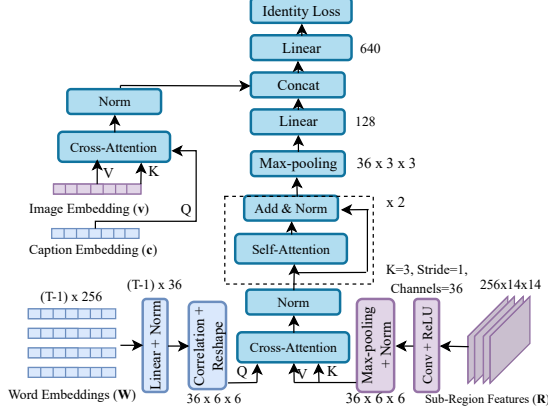 Identity Loss
Linear
640
Concat
Norm
Linear
128
Cross-Attention
Max-pooling
36 x 3 x 3
V
K
Image Embedding (v)
Q
Add & Norm
x 2
Caption Embedding (c)
Self-Attention
K=3, Stride=1,
Channels=36
256x14x14
(T-1) x 256
(T-1) x 36
Norm
Linear + Norm
Correlation +
Reshape
Cross-Attention
Max-pooling
+ Norm
Conv + ReLU
Q
V
K
Word Embeddings (W)
36 x 6 x 6
36 x 6 x 6
Sub-Region Features (R)